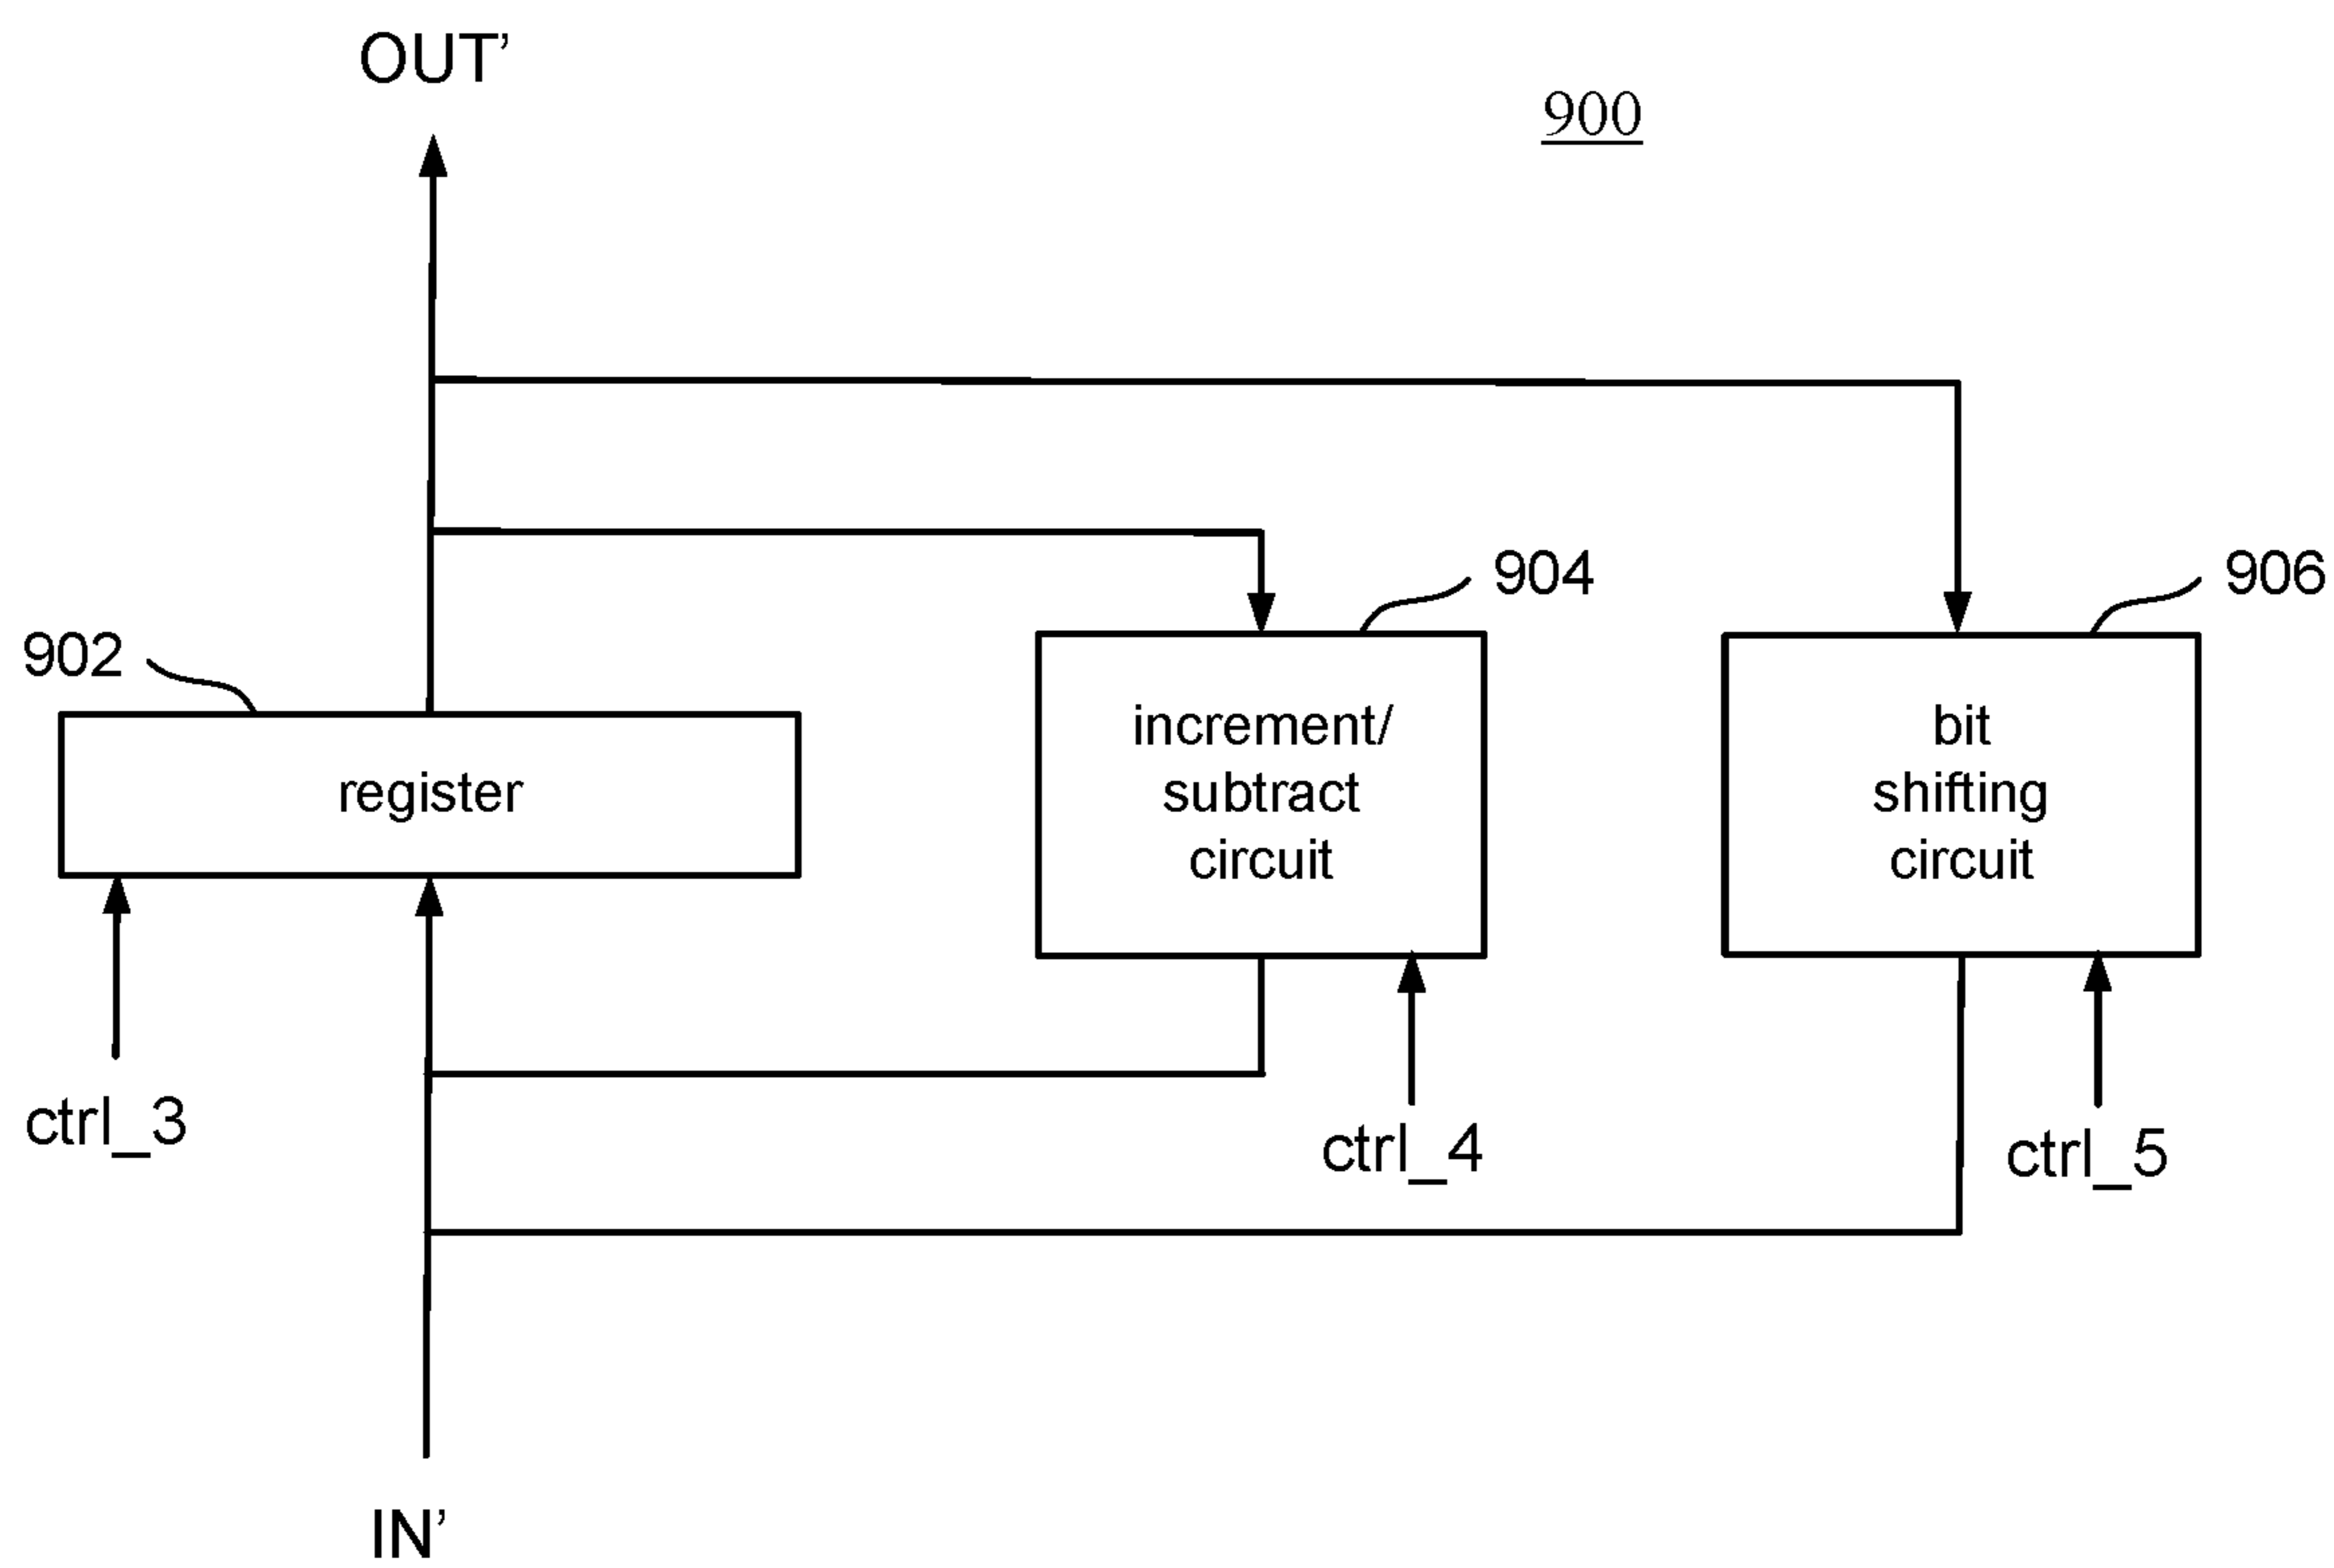 OUT’
900
904
906
902
increment/
subtract
circuit
bit
shifting
circuit
register
ctrl_3
ctrl_4
ctrl_5
IN’